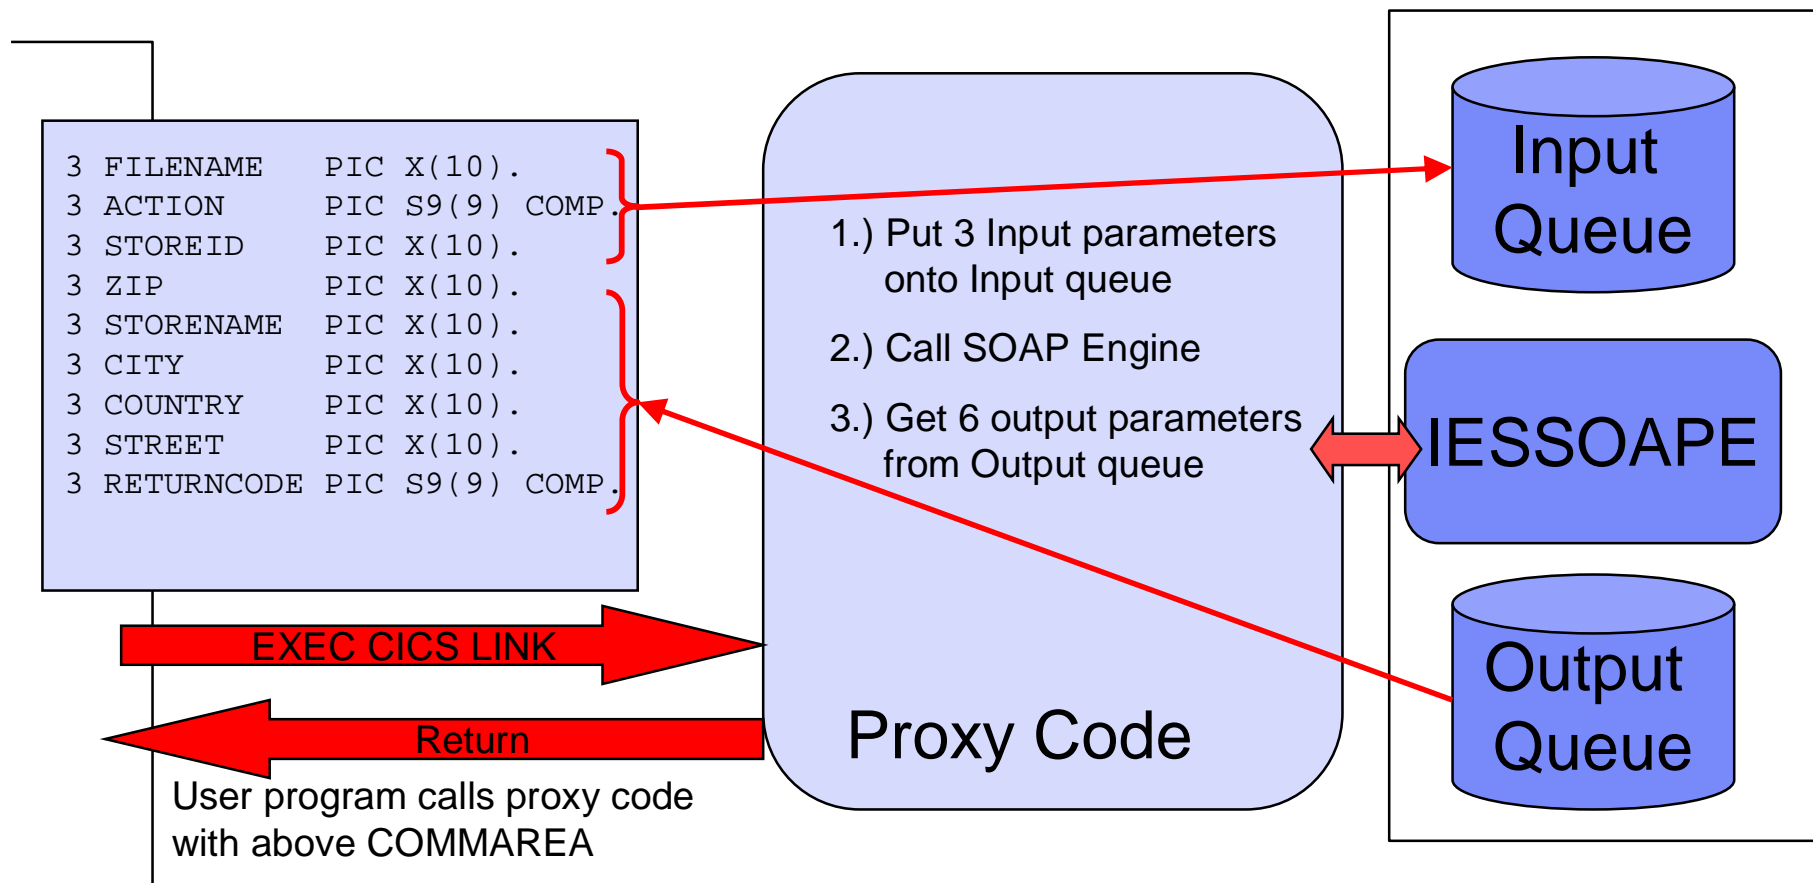 3 FILENAME PIC X(10).
3 ACTION PIC S9(9) COMP.
3 STOREID PIC X(10).
3 ZIP PIC X(10).
3 STORENAME PIC X(10).
3 CITY PIC X(10).
3 COUNTRY PIC X(10).
3 STREET PIC X(10).
3 RETURNCODE PIC S9(9) COMP.
EXEC CICS LINK
Return
User program calls proxy code
with above COMMAREA
1.) Put 3 Input parameters
onto Input queue
2.) Call SOAP Engine
3.) Get 6 output parameters
from Output queue
Proxy Code
Input
Queue
IESSOAPE
Output
Queue